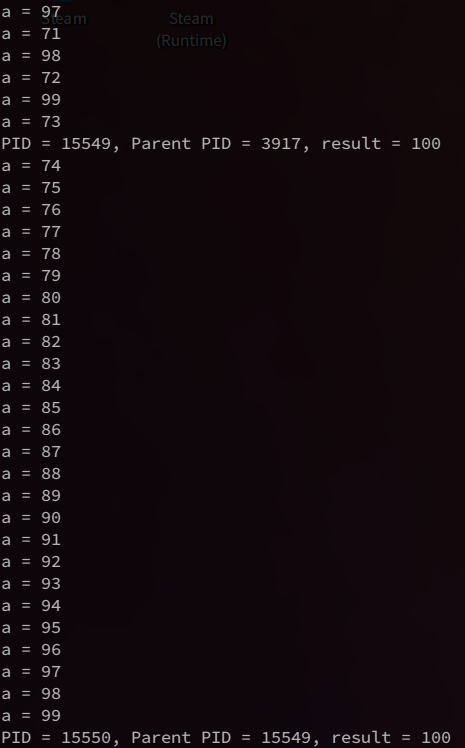 a = 97
Steam
Steam
(Runtime)
a = 71
a = 98
a = 72
a = 99
a = 73
PID = 15549, Parent PID = 3917, result = 100
a = 74
a = 75
a = 76
a = 77
a = 78
a = 79
a = 80
a = 81
a = 82
a = 83
a = 84
a = 85
a = 86
a = 87
a = 88
a = 89
a = 90
a = 91
a = 92
a = 93
a = 94
a = 95
a = 96
a = 97
a = 98
a = 99
PID = 15550, Parent PID = 15549, result = 100